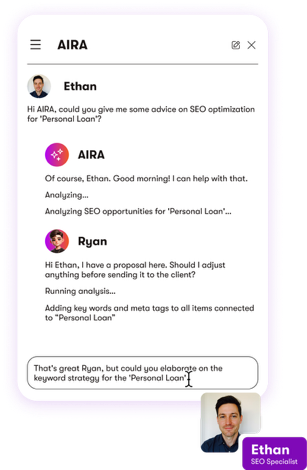 AIRA
Ethan
Hi AIRA, could you give me some advice on SEO optimization
for ‘Personal Loan’?
AIRA
Of course, Ethan. Good morning! I can help with that.
Analyzing...
Analyzing SEO opportunities for ‘Personal Loan’...
Ryan
Hi Ethan, I have a proposal here. Should I adjust
anything before sending it to the client?
Running analysis...
Adding key words and meta tags to all items connected
to “Personal Loan”
That's great Ryan, but could you elaborate on the
keyword strategy for the ‘Personal Loan’
Ethan
SEO Specialist